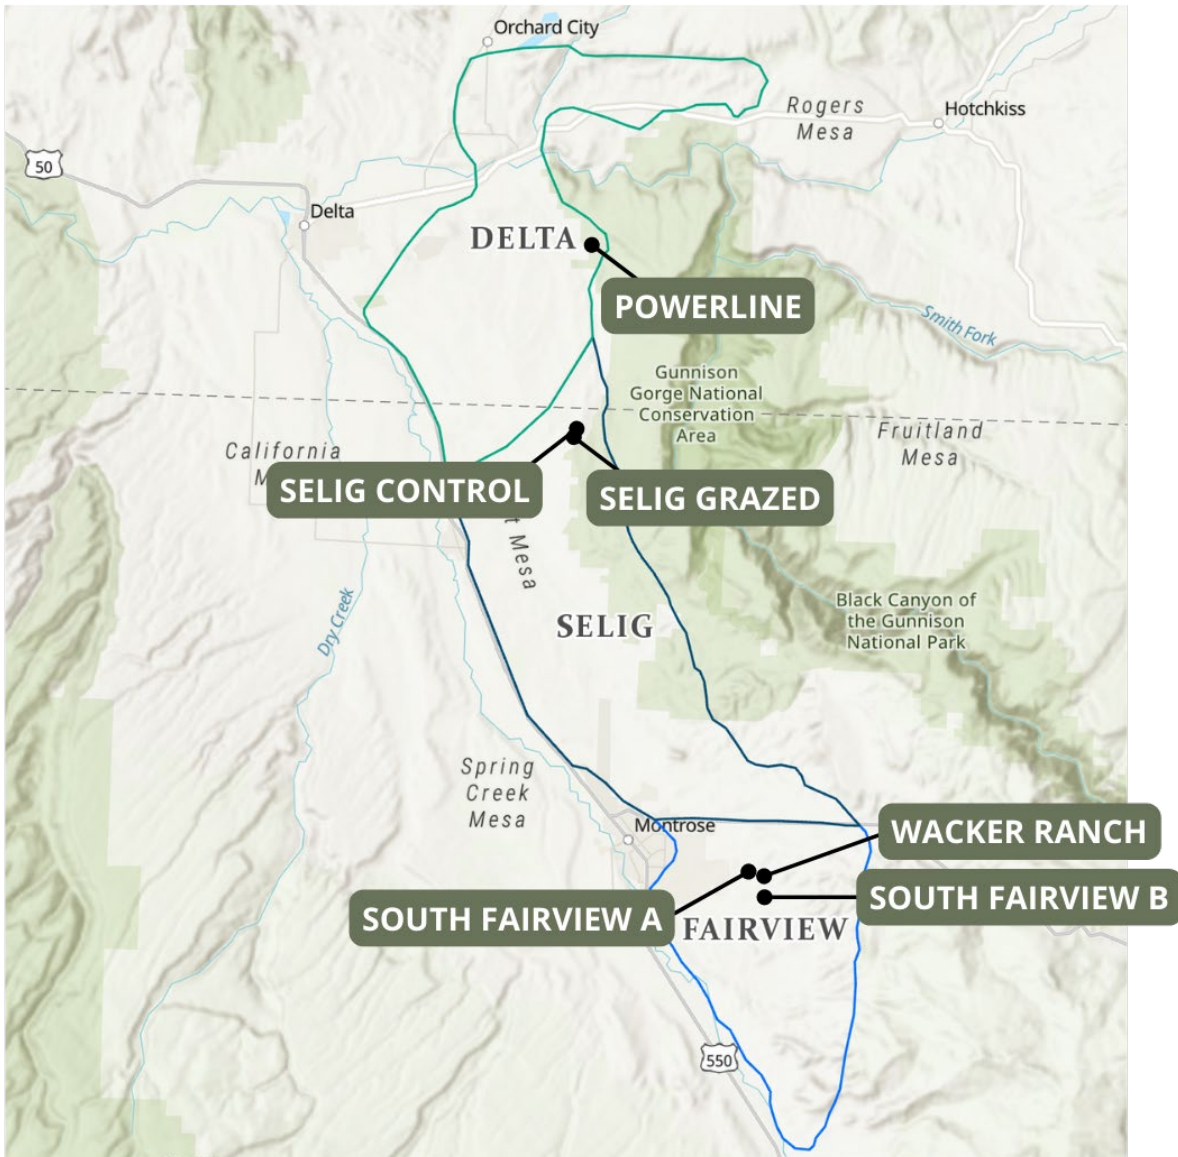 Orchard City
Rogers
Mesa
Hotchkiss
50
Delta
DELTA
POWERLINE
Smith Fork
Gunnison
Gorge National
Conservation
Area
Fruitland
Mesa
California
SELIG CONTROL
SELIG GRAZED
Mesa
Dry Creek
SELIG
Black Canyon of
the Gunnison
National Park
Spring
Creek
Mesa
Montrose
WACKER RANCH
SOUTH FAIRVIEW B
SOUTH FAIRVIEW A
FAIRVIEW
550